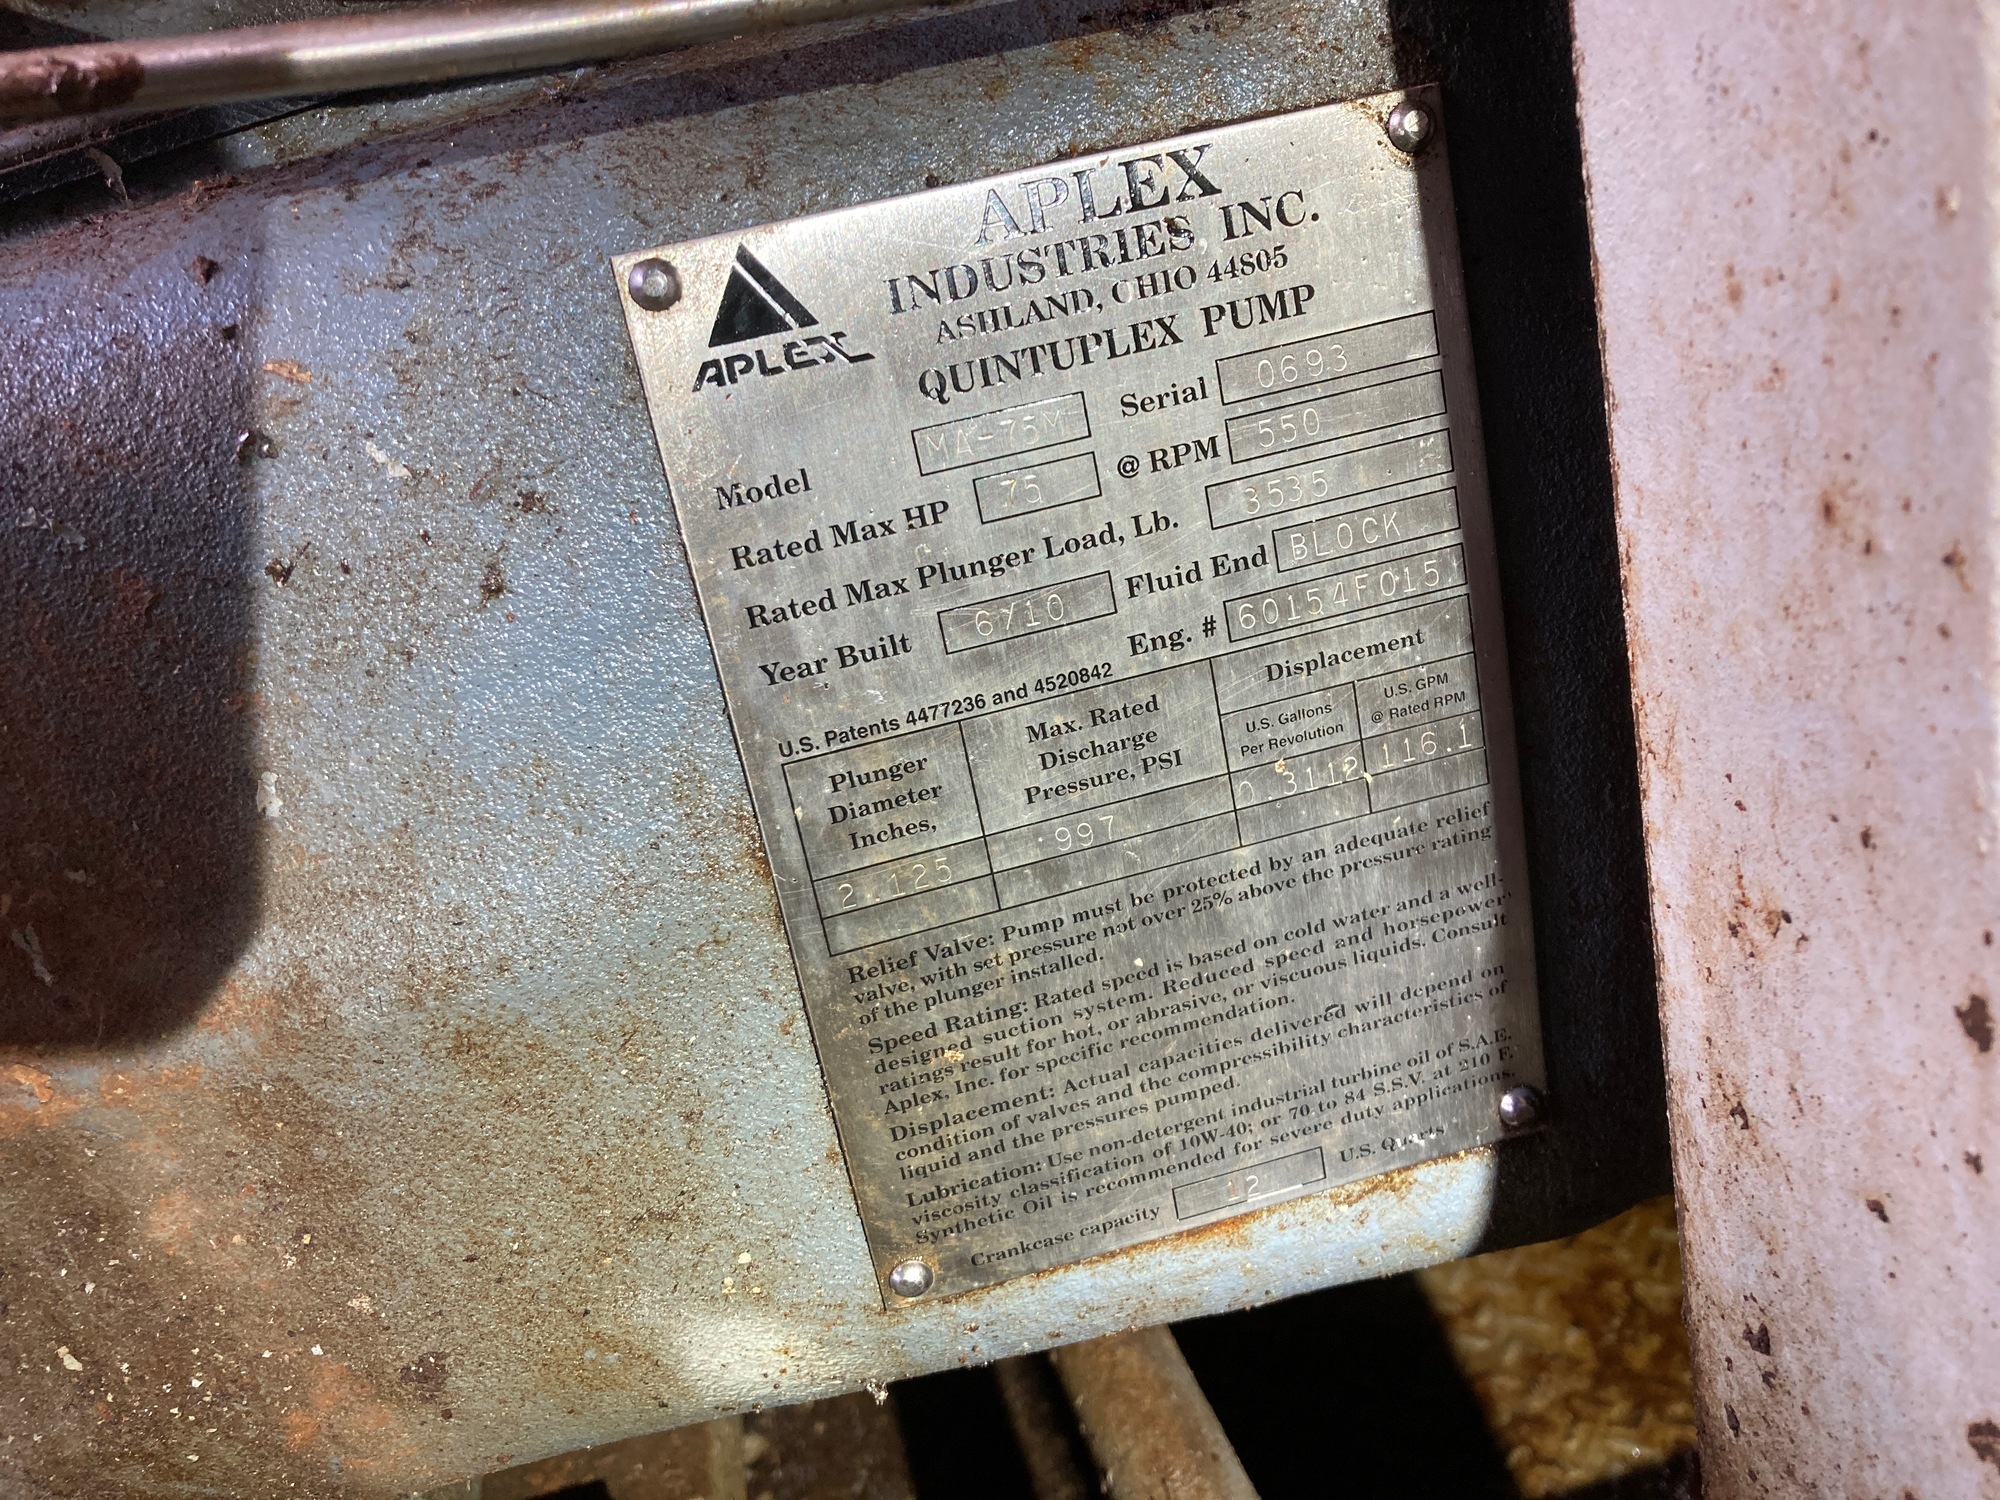 APLEX
INDUSTRIES, INC.
ASHLAND, OHIO 44805
QUINTUPLEX PUMP
APLEX
Model MA-75M Serial 0693
Rated Max HP 75 @ RPM 550
Rated Max Plunger Load, Lb. 3535
Year Built 6/10 Fluid End BLOCK
U.S. Patents 4477236 and 4520842 Eng. # 60154F015
Plunger Diameter Inches, Max. Rated Discharge Pressure, PSI Displacement
U.S. Gallons Per Revolution U.S. GPM @ Rated RPM
2.125 997 0.3112 116.1
Relief Valve: Pump must be protected by an adequate relief
valve, with set pressure not over 25% above the pressure rating
of the plunger installed.
Speed Rating: Rated speed is based on cold water and a well-
designed suction system. Reduced speed and horsepower
ratings result for hot, or abrasive, or viscuous liquids. Consult
Aplex, Inc. for specific recommendation.
Displacement: Actual capacities delivered will depend on
condition of valves and the compressibility characteristics of
liquid and the pressures pumped.
Lubrication: Use non-detergent industrial turbine oil of S.A.E.
viscosity classification of 10W-40; or 70 to 84 S.S.V. at 210 F.
Synthetic Oil is recommended for severe duty applications.
Crankcase capacity 12 U.S. Quarts